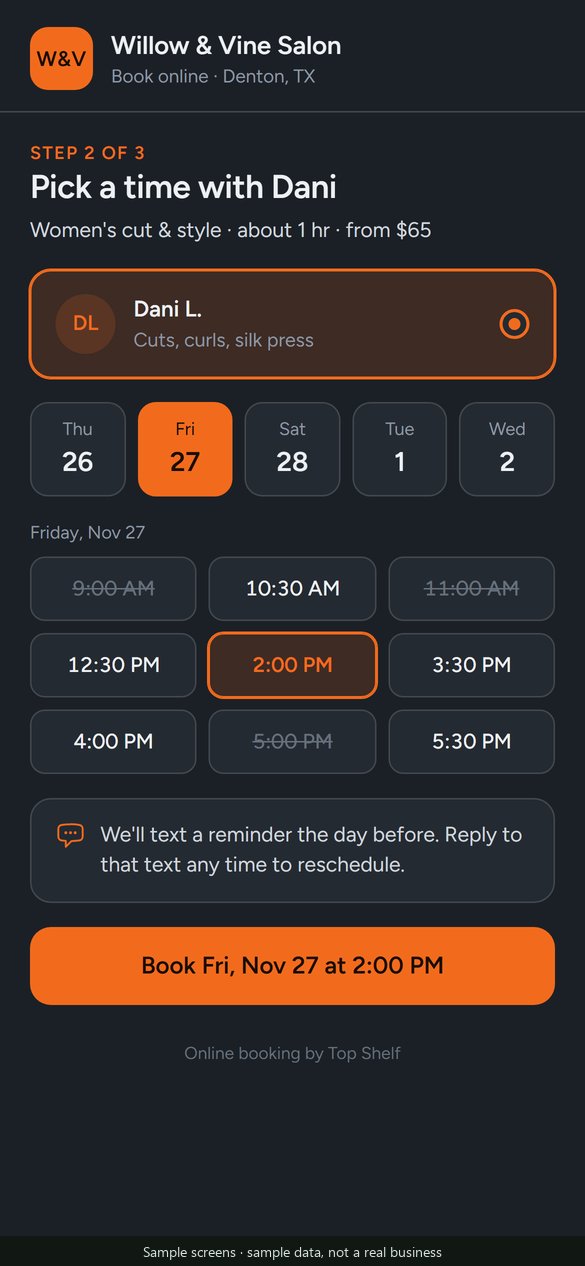 W&V
Willow & Vine Salon
Book online · Denton, TX
STEP 2 OF 3
Pick a time with Dani
Women's cut & style · about 1 hr · from $65
DL
Dani L.
Cuts, curls, silk press
Thu
26
Fri
27
Sat
28
Tue
1
Wed
2
Friday, Nov 27
9:00 AM
10:30 AM
11:00 AM
12:30 PM
2:00 PM
3:30 PM
4:00 PM
5:00 PM
5:30 PM
We'll text a reminder the day before. Reply to
that text any time to reschedule.
Book Fri, Nov 27 at 2:00 PM
Online booking by Top Shelf
Sample screens · sample data, not a real business